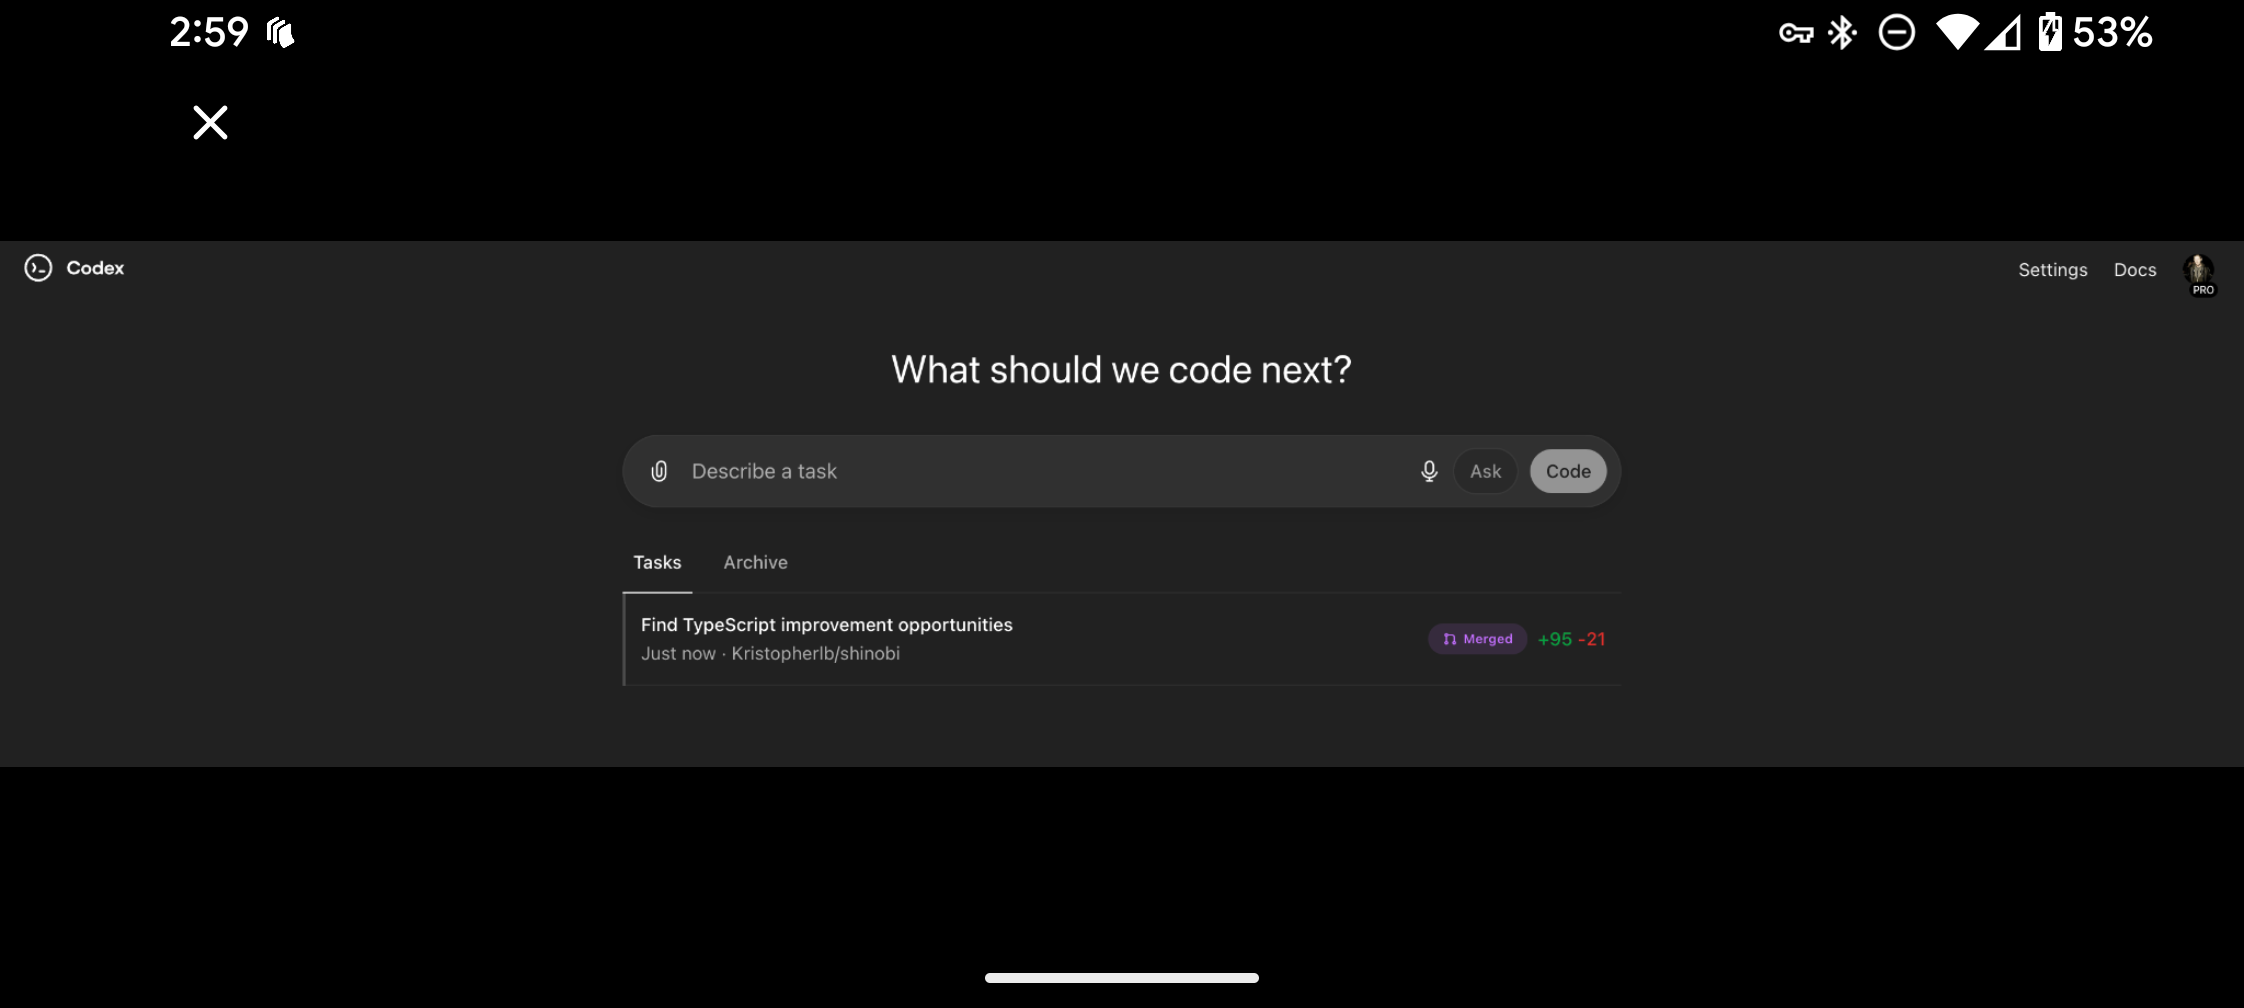 2:59
53%
Codex
Settings
Docs
PRO
What should we code next?
Describe a task
Ask
Code
Tasks
Archive
Find TypeScript improvement opportunities
Just now · Kristopherlb/shinobi
Merged
+95 -21